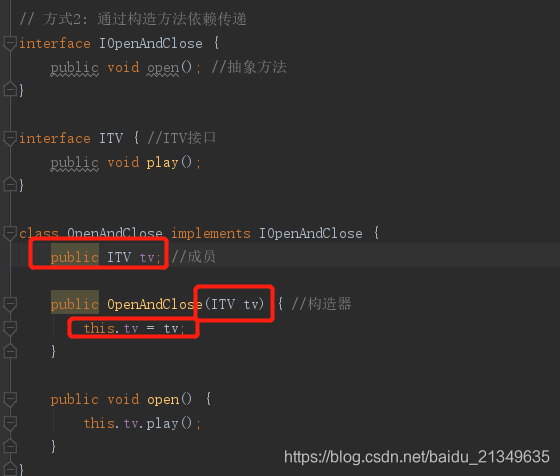 // 方式2: 通过构造方法依赖传递
interface IOpenAndClose {
public void open(); //抽象方法
}
interface ITV { //ITV接口
public void play();
}
class OpenAndClose implements IOpenAndClose {
public ITV tv; //成员
public OpenAndClose(ITV tv) { //构造器
this.tv = tv;
}
public void open() {
this.tv.play();
}
}
https://blog.csdn.net/baidu_21349635